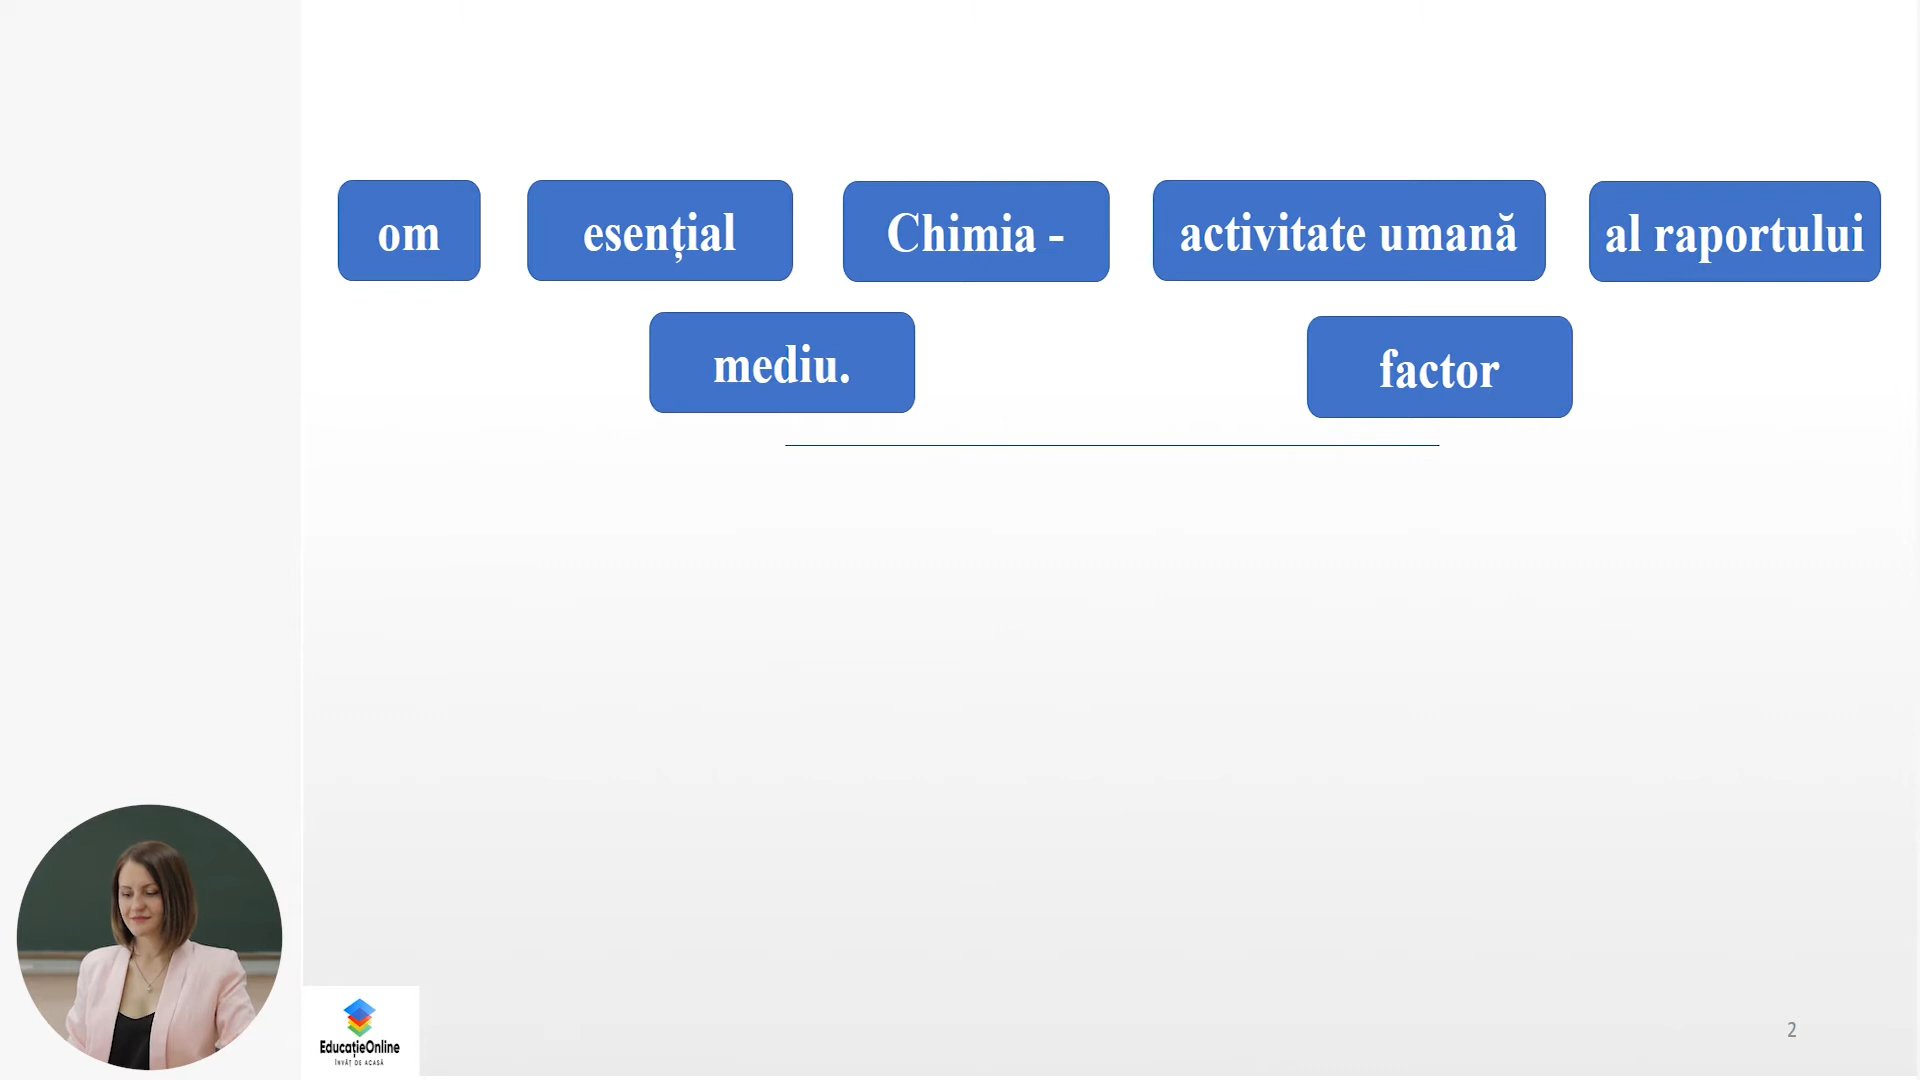 om esențial Chimia - activitate umană al raportului
mediu. factor
EducațieOnline
ÎNVĂȚ DE ACASĂ
2